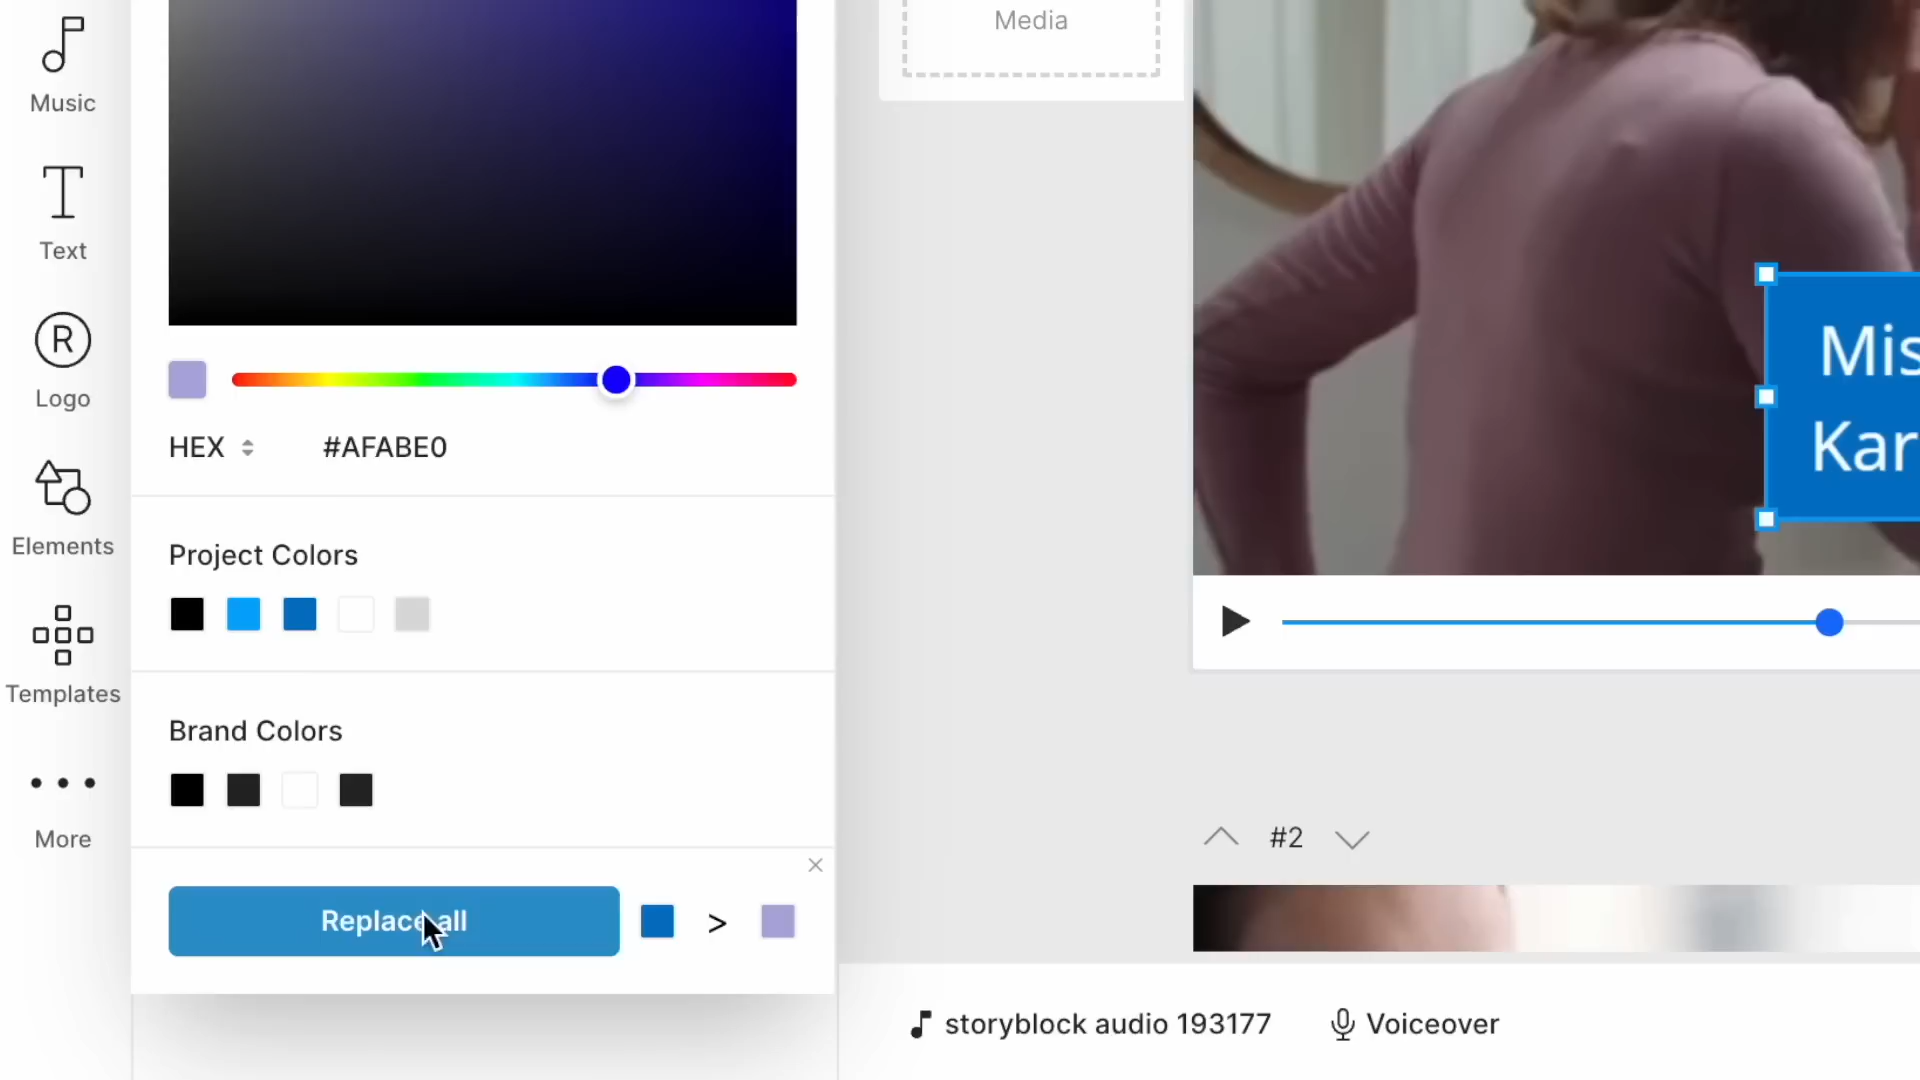 Music
Text
R
Logo
Elements
Templates
More
HEX
#AFABE0
Project Colors
Brand Colors
Replace all
>
Media
Mis
Kar
#2
storyblock audio 193177
Voiceover